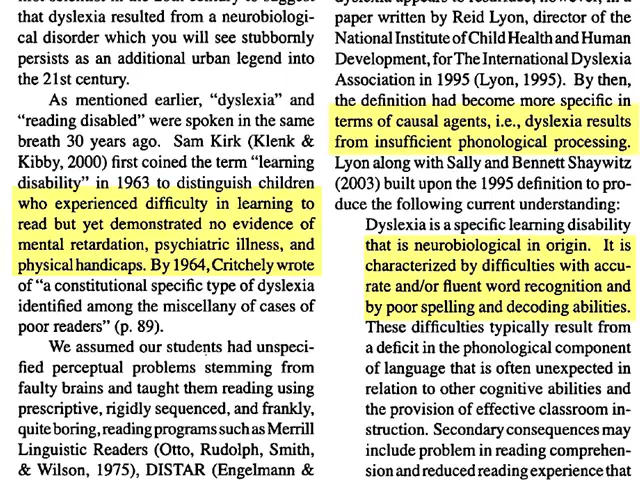 that dyslexia resulted from a neurobiologi-
cal disorder which you will see stubbornly
persists as an additional urban legend into
the 21st century.
As mentioned earlier, “dyslexia” and
“reading disabled” were spoken in the same
breath 30 years ago. Sam Kirk (Klenk &
Kibby, 2000) first coined the term “learning
disability” in 1963 to distinguish children
who experienced difficulty in learning to
read but yet demonstrated no evidence of
mental retardation, psychiatric illness, and
physical handicaps. By 1964, Critchely wrote
of “a constitutional specific type of dyslexia
identified among the miscellany of cases of
poor readers” (p. 89).
We assumed our students had unspeci-
fied perceptual problems stemming from
faulty brains and taught them reading using
prescriptive, rigidly sequenced, and frankly,
quite boring, reading programs such as Merrill
Linguistic Readers (Otto, Rudolph, Smith,
& Wilson, 1975), DISTAR (Engelmann &
paper written by Reid Lyon, director of the
National Institute of Child Health and Human
Development, for The International Dyslexia
Association in 1995 (Lyon, 1995). By then,
the definition had become more specific in
terms of causal agents, i.e., dyslexia results
from insufficient phonological processing.
Lyon along with Sally and Bennett Shaywitz
(2003) built upon the 1995 definition to pro-
duce the following current understanding:
Dyslexia is a specific learning disability
that is neurobiological in origin. It is
characterized by difficulties with accu-
rate and/or fluent word recognition and
by poor spelling and decoding abilities.
These difficulties typically result from
a deficit in the phonological component
of language that is often unexpected in
relation to other cognitive abilities and
the provision of effective classroom in-
struction. Secondary consequences may
include problem in reading comprehen-
sion and reduced reading experience that